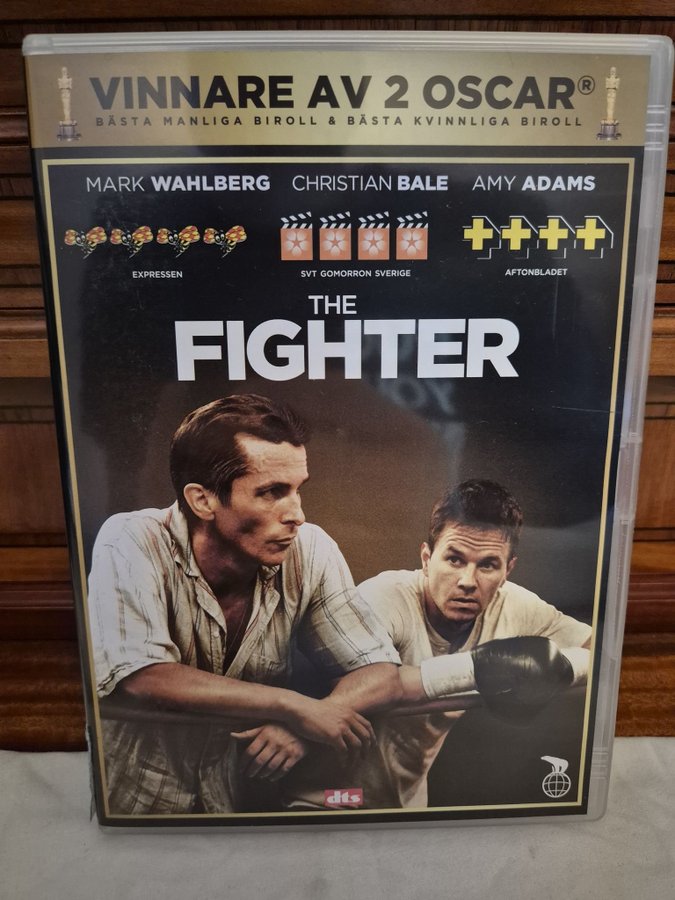 VINNARE AV 2 OSCAR®
BÄSTA MANLIGA BIROLL & BÄSTA KVINNLIGA BIROLL
MARK WAHLBERG CHRISTIAN BALE AMY ADAMS
EXPRESSEN SVT GOMORRON SVERIGE AFTONBLADET
THE
FIGHTER
dts